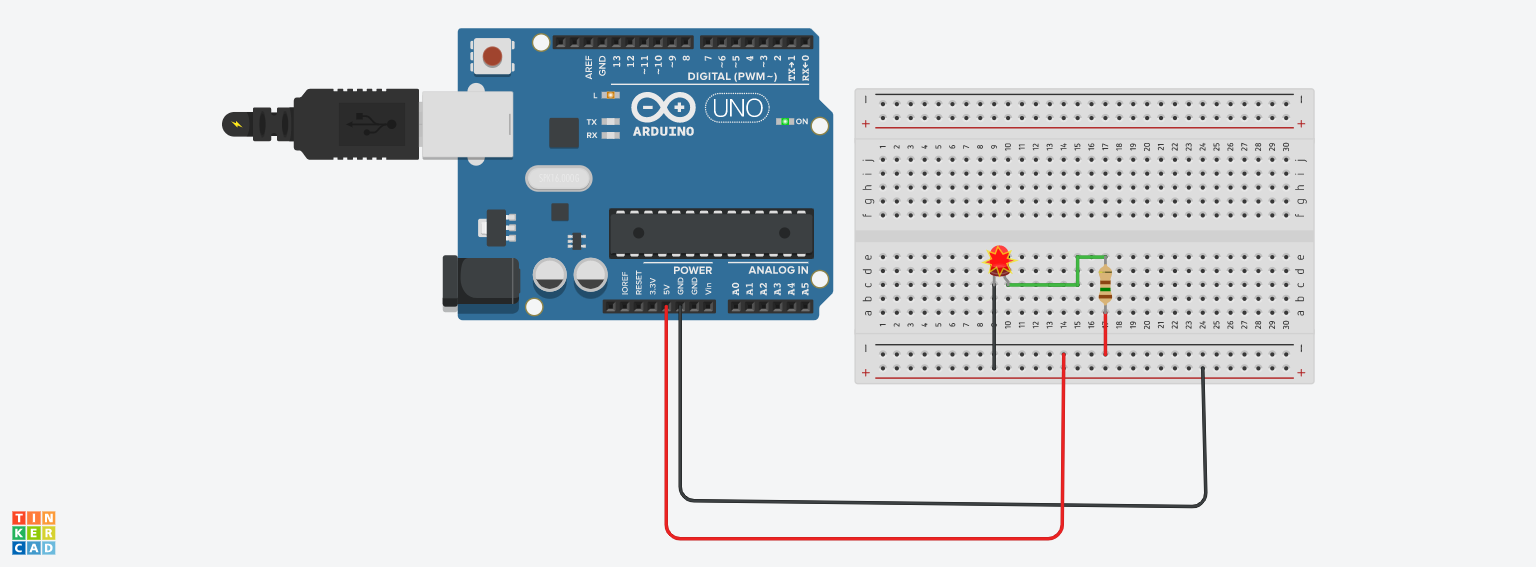 AREF
GND
13
12
~11
~10
~9
8
7
~6
~5
4
~3
2
TX→1
RX←0
DIGITAL (PWM~)
L
TX
RX
ARDUINO
UNO
ON
POWER
ANALOG IN
IOREF
RESET
3.3V
5V
GND
GND
Vin
A0
A1
A2
A3
A4
A5
− −
+ +
1 2 3 4 5 6 7 8 9 10 11 12 13 14 15 16 17 18 19 20 21 22 23 24 25 26 27 28 29 30
j j
i i
h h
g g
f f
e e
d d
c c
b b
a a
1 2 3 4 5 6 7 8 10 11 12 13 14 15 16 18 19 20 21 22 23 24 25 26 27 28 29 30
− −
+ +
TIN
KER
CAD